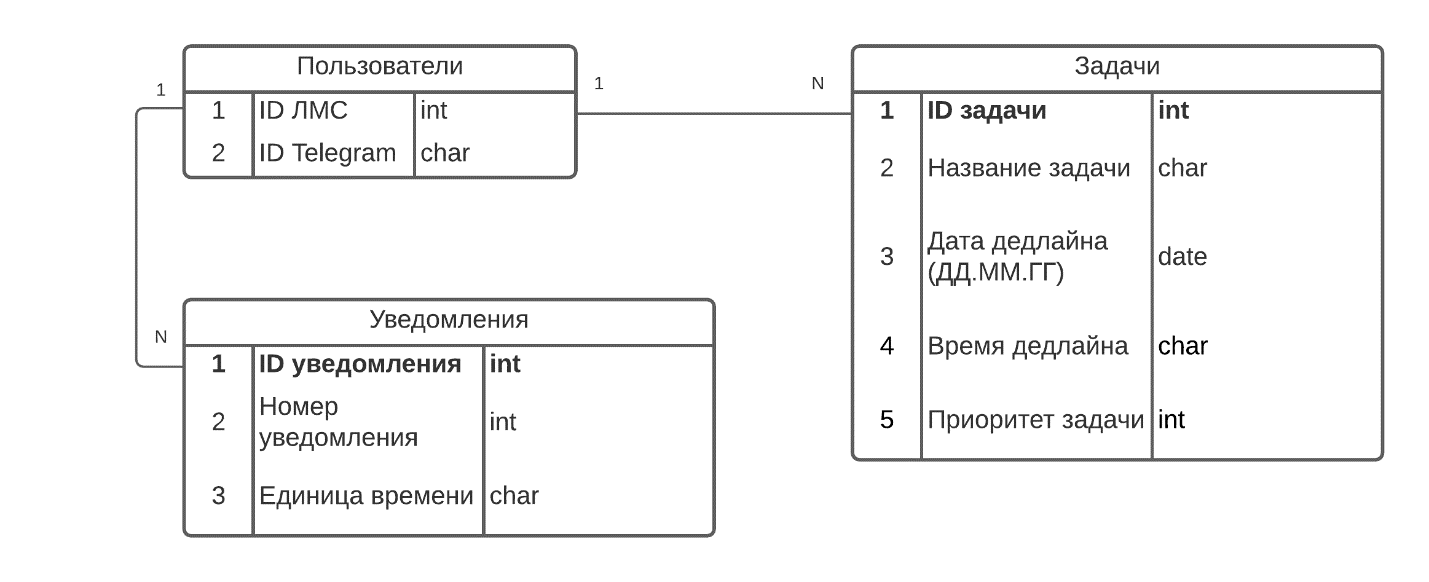 1
Пользователи
1 ID ЛМС int
2 ID Telegram char
1
N
Задачи
1 ID задачи int
2 Название задачи char
3 Дата дедлайна
(ДД.ММ.ГГ) date
4 Время дедлайна char
5 Приоритет задачи int
N
Уведомления
1 ID уведомления int
2 Номер
уведомления int
3 Единица времени char